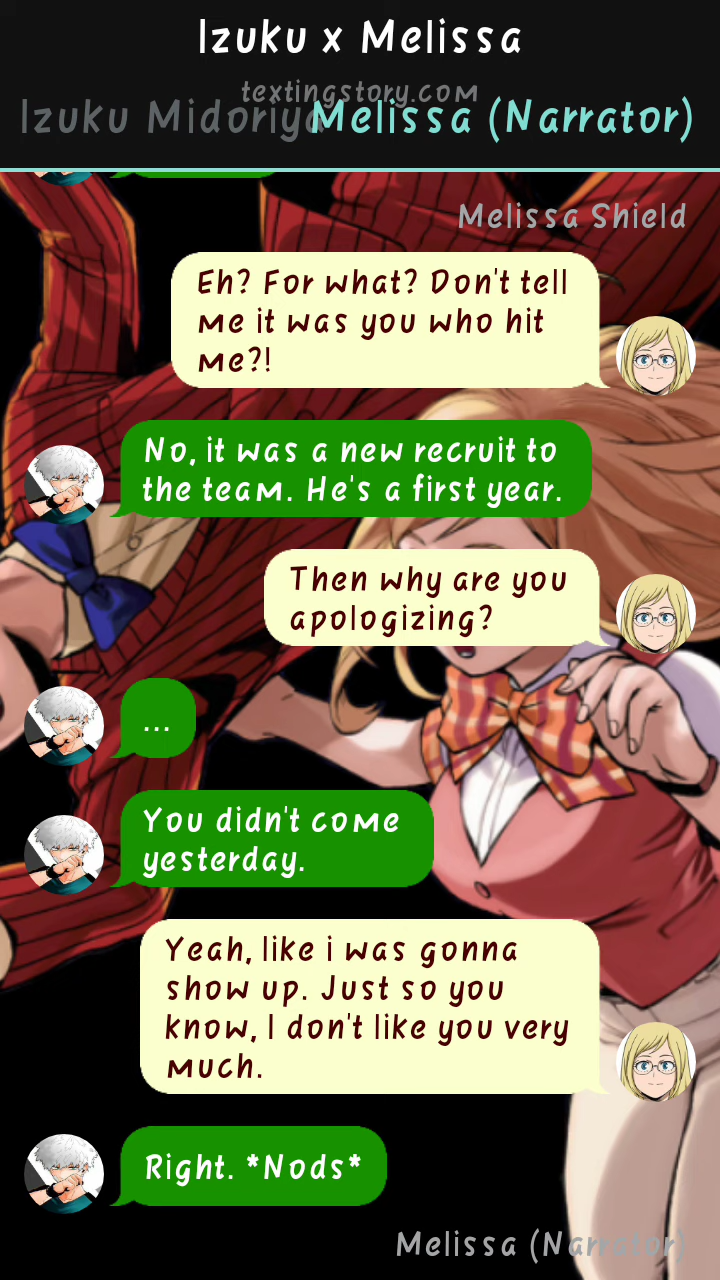 Izuku x Melissa
textingstory.com
Izuku Midoriya
Melissa (Narrator)
Melissa Shield
Eh? For what? Don't tell
me it was you who hit
me?!
No, it was a new recruit to
the team. He's a first year.
Then why are you
apologizing?
...
You didn't come
yesterday.
Yeah, like i was gonna
show up. Just so you
know, I don't like you very
much.
Right. *Nods*
Melissa (Narrator)